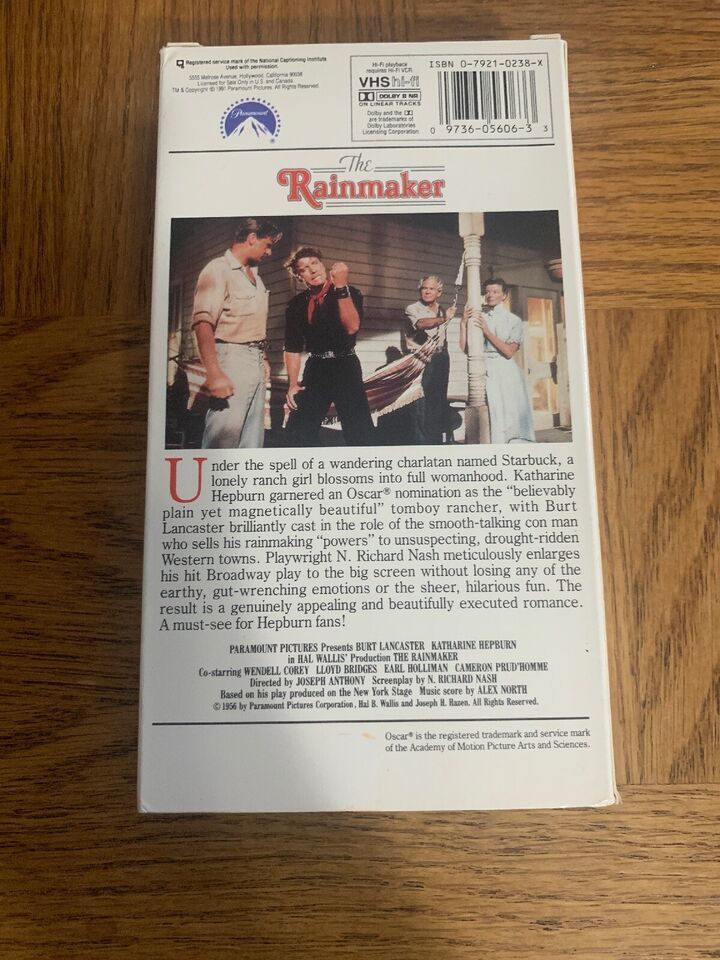 Registered service mark of the National Captioning Institute.
Used with permission.
5555 Melrose Avenue, Hollywood, California 90038
Licensed for Sale Only in U.S. and Canada
TM & Copyright © 1991 Paramount Pictures. All Rights Reserved.
Paramount
Hi-Fi playback
requires HI-FI VCR.
VHS hi-fi
DOLBY B NR
ON LINEAR TRACKS
Dolby and the
are trademarks of
Dolby Laboratories
Licensing Corporation
ISBN 0-7921-0238-X
0 9736-05606-3 3
The
Rainmaker
Under the spell of a wandering charlatan named Starbuck, a
lonely ranch girl blossoms into full womanhood. Katharine
Hepburn garnered an Oscar® nomination as the “believably
plain yet magnetically beautiful” tomboy rancher, with Burt
Lancaster brilliantly cast in the role of the smooth-talking con man
who sells his rainmaking “powers” to unsuspecting, drought-ridden
Western towns. Playwright N. Richard Nash meticulously enlarges
his hit Broadway play to the big screen without losing any of the
earthy, gut-wrenching emotions or the sheer, hilarious fun. The
result is a genuinely appealing and beautifully executed romance.
A must-see for Hepburn fans!
PARAMOUNT PICTURES Presents BURT LANCASTER KATHARINE HEPBURN
in HAL WALLIS' Production THE RAINMAKER
Co-starring WENDELL COREY LLOYD BRIDGES EARL HOLLIMAN CAMERON PRUD'HOMME
Directed by JOSEPH ANTHONY Screenplay by N. RICHARD NASH
Based on his play produced on the New York Stage Music score by ALEX NORTH
© 1956 by Paramount Pictures Corporation, Hal B. Wallis and Joseph H. Hazen. All Rights Reserved.
Oscar® is the registered trademark and service mark
of the Academy of Motion Picture Arts and Sciences.